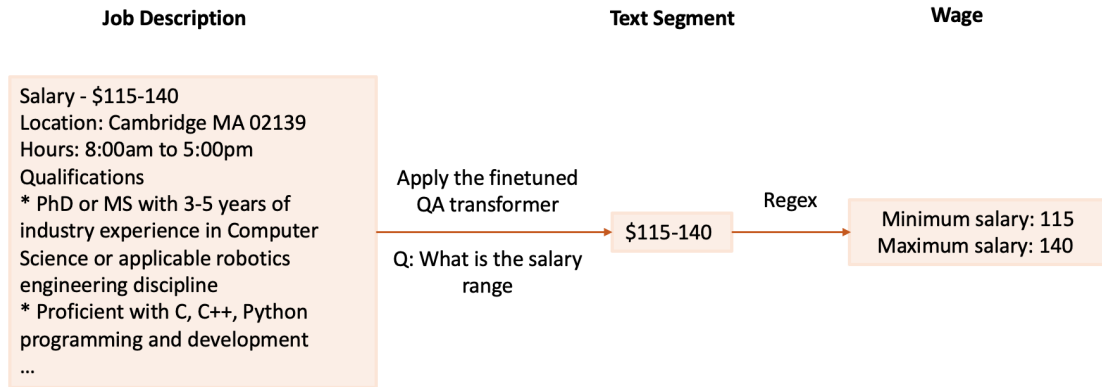 Job Description
Text Segment
Wage
Salary - $115-140
Location: Cambridge MA 02139
Hours: 8:00am to 5:00pm
Qualifications
* PhD or MS with 3-5 years of
industry experience in Computer
Science or applicable robotics
engineering discipline
* Proficient with C, C++, Python
programming and development
...
Apply the finetuned
QA transformer
Q: What is the salary
range
$115-140
Regex
Minimum salary: 115
Maximum salary: 140